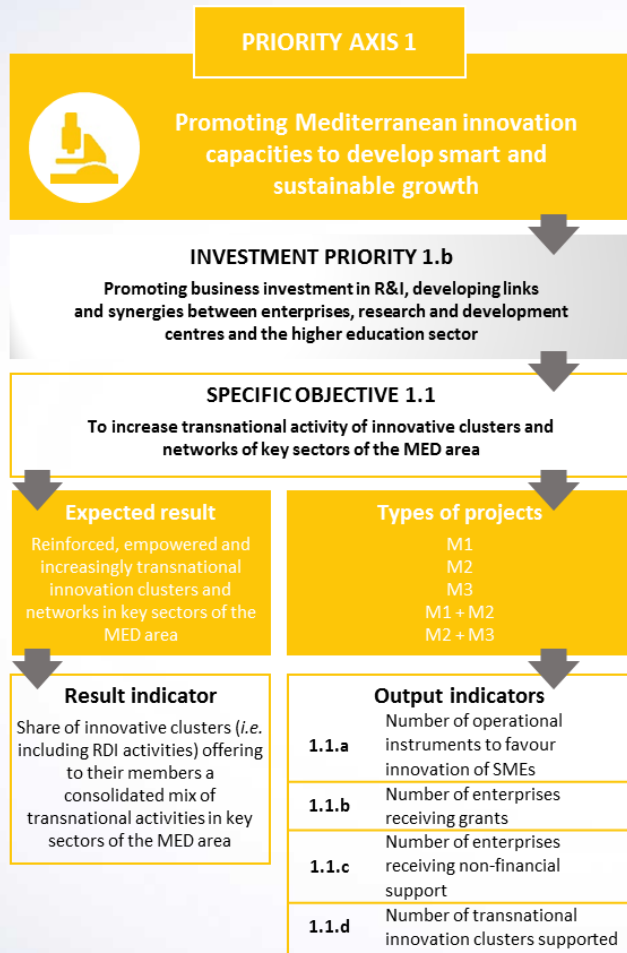 PRIORITY AXIS 1
Promoting Mediterranean innovation
capacities to develop smart and
sustainable growth
INVESTMENT PRIORITY 1.b
Promoting business investment in R&I, developing links
and synergies between enterprises, research and development
centres and the higher education sector
SPECIFIC OBJECTIVE 1.1
To increase transnational activity of innovative clusters and
networks of key sectors of the MED area
Expected result
Reinforced, empowered and
increasingly transnational
innovation clusters and
networks in key sectors of the
MED area
Types of projects
M1
M2
M3
M1 + M2
M2 + M3
Result indicator
Share of innovative clusters (i.e.
including RDI activities) offering
to their members a
consolidated mix of
transnational activities in key
sectors of the MED area
Output indicators
1.1.a
Number of operational
instruments to favour
innovation of SMEs
1.1.b
Number of enterprises
receiving grants
1.1.c
Number of enterprises
receiving non-financial
support
1.1.d
Number of transnational
innovation clusters supported